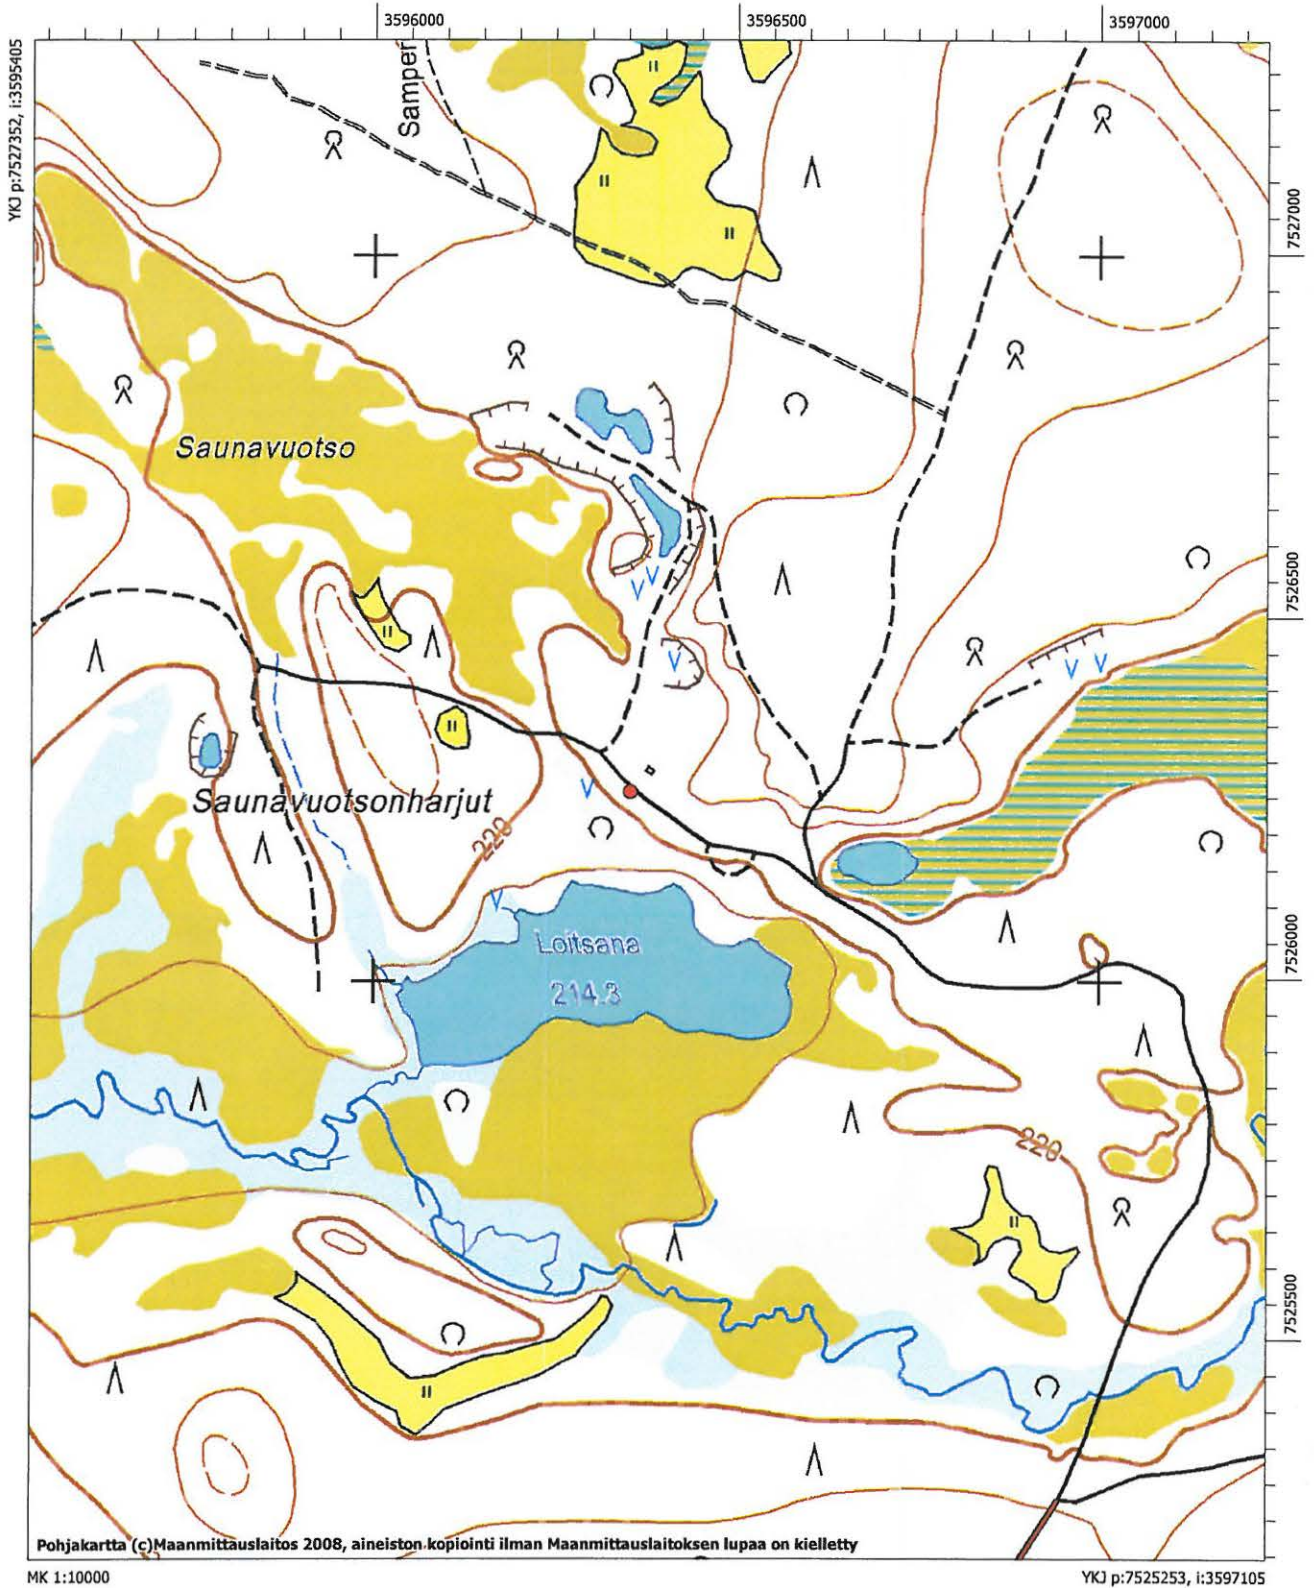 3596000
3596500
3597000
YKJ p:7527352, i:3595405
Samper
7527000
Saunavuotso
7526500
Saunavuotsonharjut
220
Loitsana
214.3
7526000
220
7525500
Pohjakartta (c)Maanmittauslaitos 2008, aineiston kopiointi ilman Maanmittauslaitoksen lupaa on kielletty
MK 1:10000
YKJ p:7525253, i:3597105